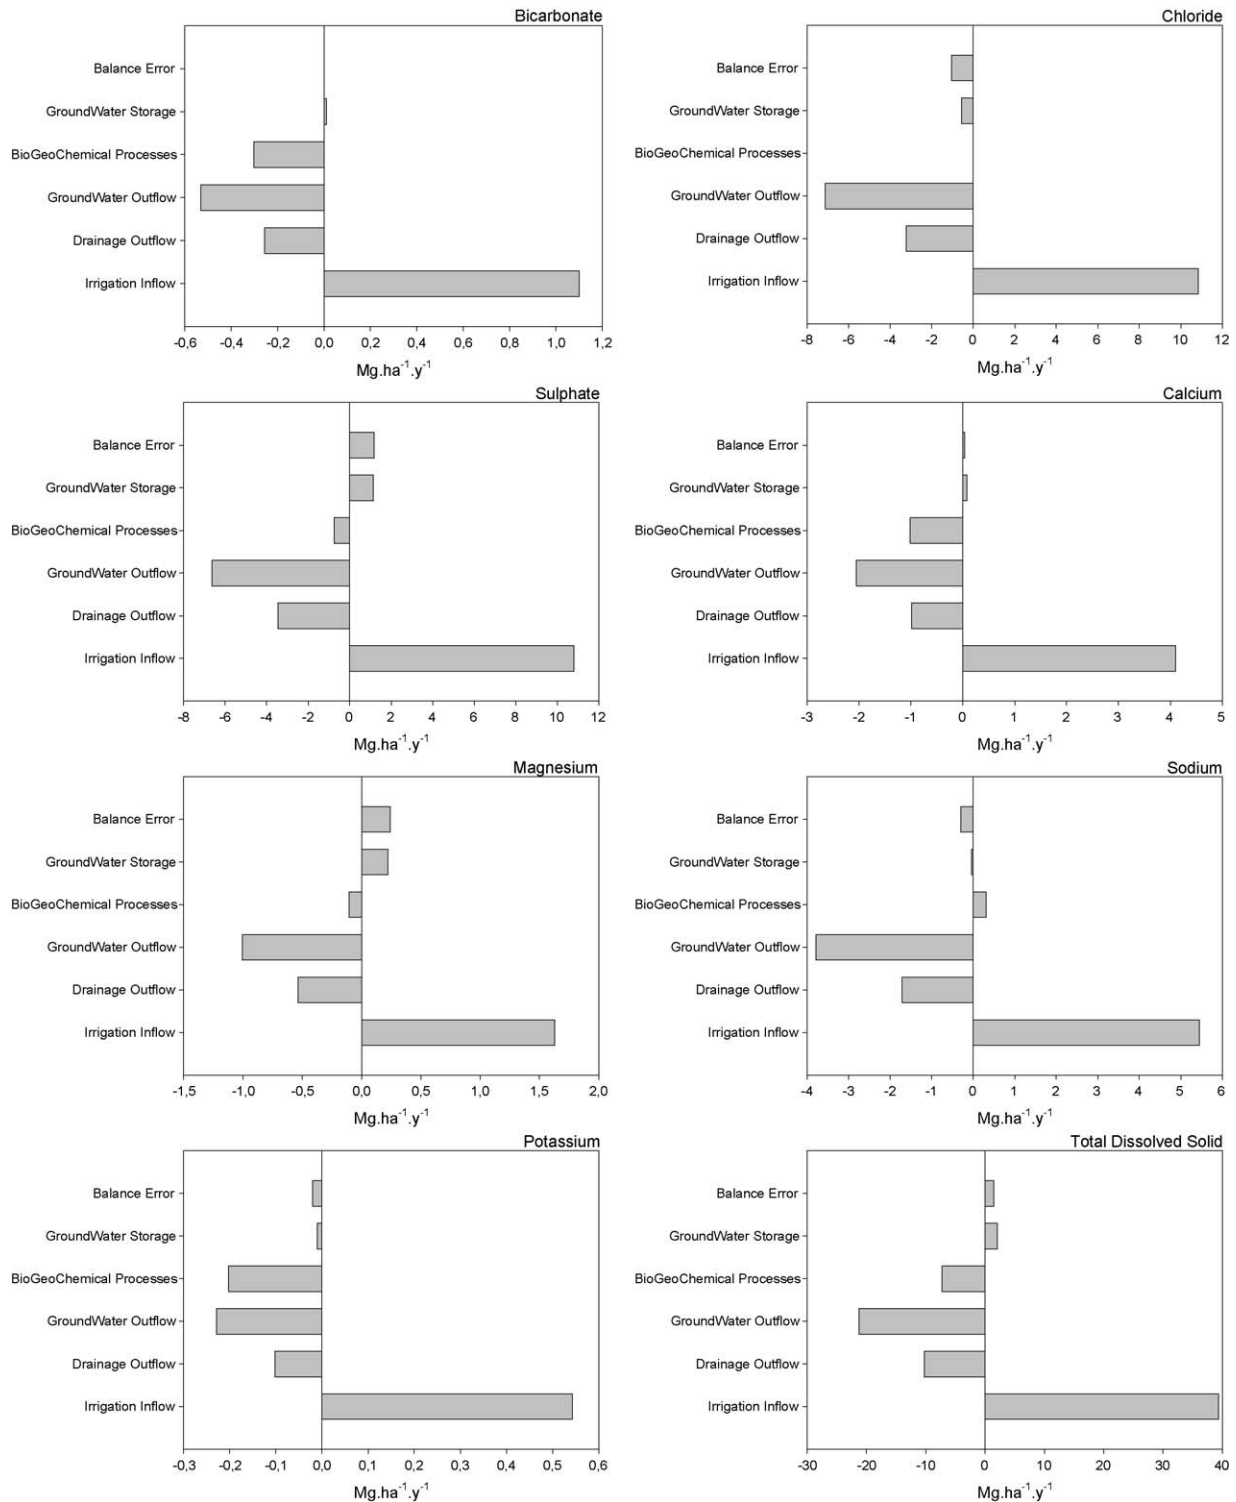 Bicarbonate
Balance Error
GroundWater Storage
BioGeoChemical Processes
GroundWater Outflow
Drainage Outflow
Irrigation Inflow
-0,6 -0,4 -0,2 0,0 0,2 0,4 0,6 0,8 1,0 1,2
Mg.ha⁻¹.y⁻¹
Chloride
Balance Error
GroundWater Storage
BioGeoChemical Processes
GroundWater Outflow
Drainage Outflow
Irrigation Inflow
-8 -6 -4 -2 0 2 4 6 8 10 12
Mg.ha⁻¹.y⁻¹
Sulphate
Balance Error
GroundWater Storage
BioGeoChemical Processes
GroundWater Outflow
Drainage Outflow
Irrigation Inflow
-8 -6 -4 -2 0 2 4 6 8 10 12
Mg.ha⁻¹.y⁻¹
Calcium
Balance Error
GroundWater Storage
BioGeoChemical Processes
GroundWater Outflow
Drainage Outflow
Irrigation Inflow
-3 -2 -1 0 1 2 3 4 5
Mg.ha⁻¹.y⁻¹
Magnesium
Balance Error
GroundWater Storage
BioGeoChemical Processes
GroundWater Outflow
Drainage Outflow
Irrigation Inflow
-1,5 -1,0 -0,5 0,0 0,5 1,0 1,5 2,0
Mg.ha⁻¹.y⁻¹
Sodium
Balance Error
GroundWater Storage
BioGeoChemical Processes
GroundWater Outflow
Drainage Outflow
Irrigation Inflow
-4 -3 -2 -1 0 1 2 3 4 5 6
Mg.ha⁻¹.y⁻¹
Potassium
Balance Error
GroundWater Storage
BioGeoChemical Processes
GroundWater Outflow
Drainage Outflow
Irrigation Inflow
-0,3 -0,2 -0,1 0,0 0,1 0,2 0,3 0,4 0,5 0,6
Mg.ha⁻¹.y⁻¹
Total Dissolved Solid
Balance Error
GroundWater Storage
BioGeoChemical Processes
GroundWater Outflow
Drainage Outflow
Irrigation Inflow
-30 -20 -10 0 10 20 30 40
Mg.ha⁻¹.y⁻¹